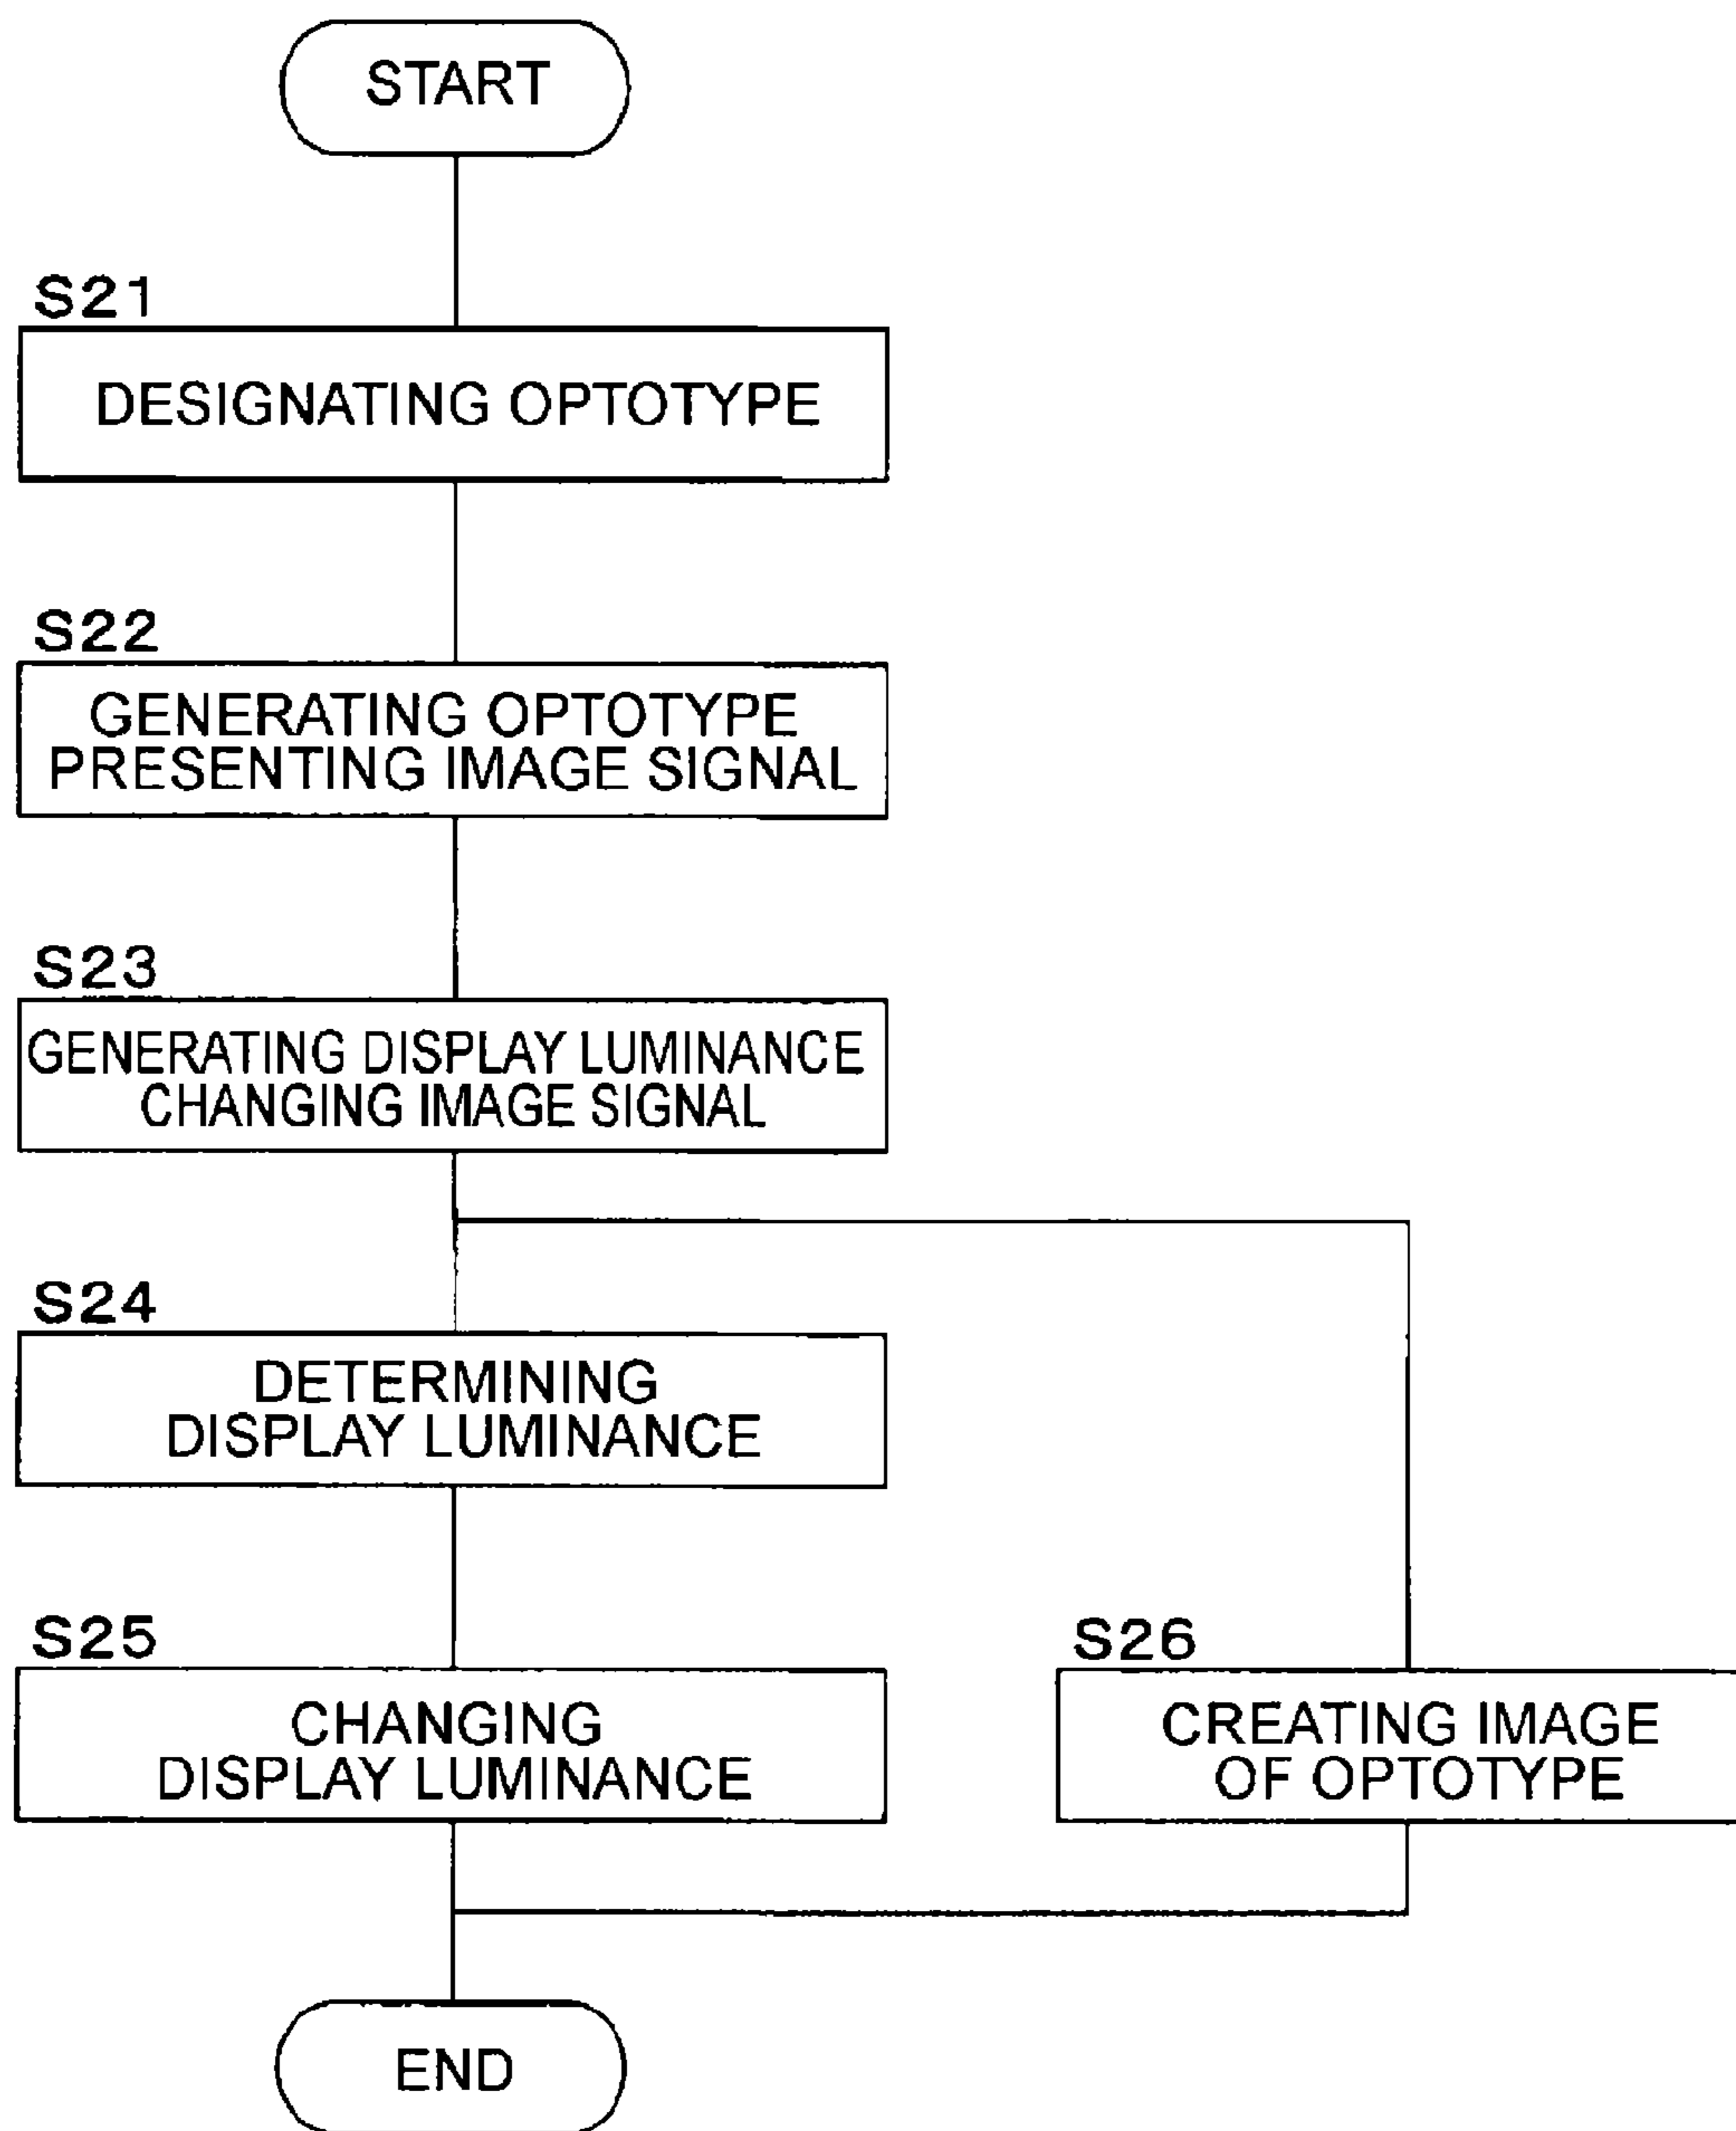 START
S21
DESIGNATING OPTOTYPE
S22
GENERATING OPTOTYPE
PRESENTING IMAGE SIGNAL
S23
GENERATING DISPLAY LUMINANCE
CHANGING IMAGE SIGNAL
S24
DETERMINING
DISPLAY LUMINANCE
S25
CHANGING
DISPLAY LUMINANCE
S26
CREATING IMAGE
OF OPTOTYPE
END